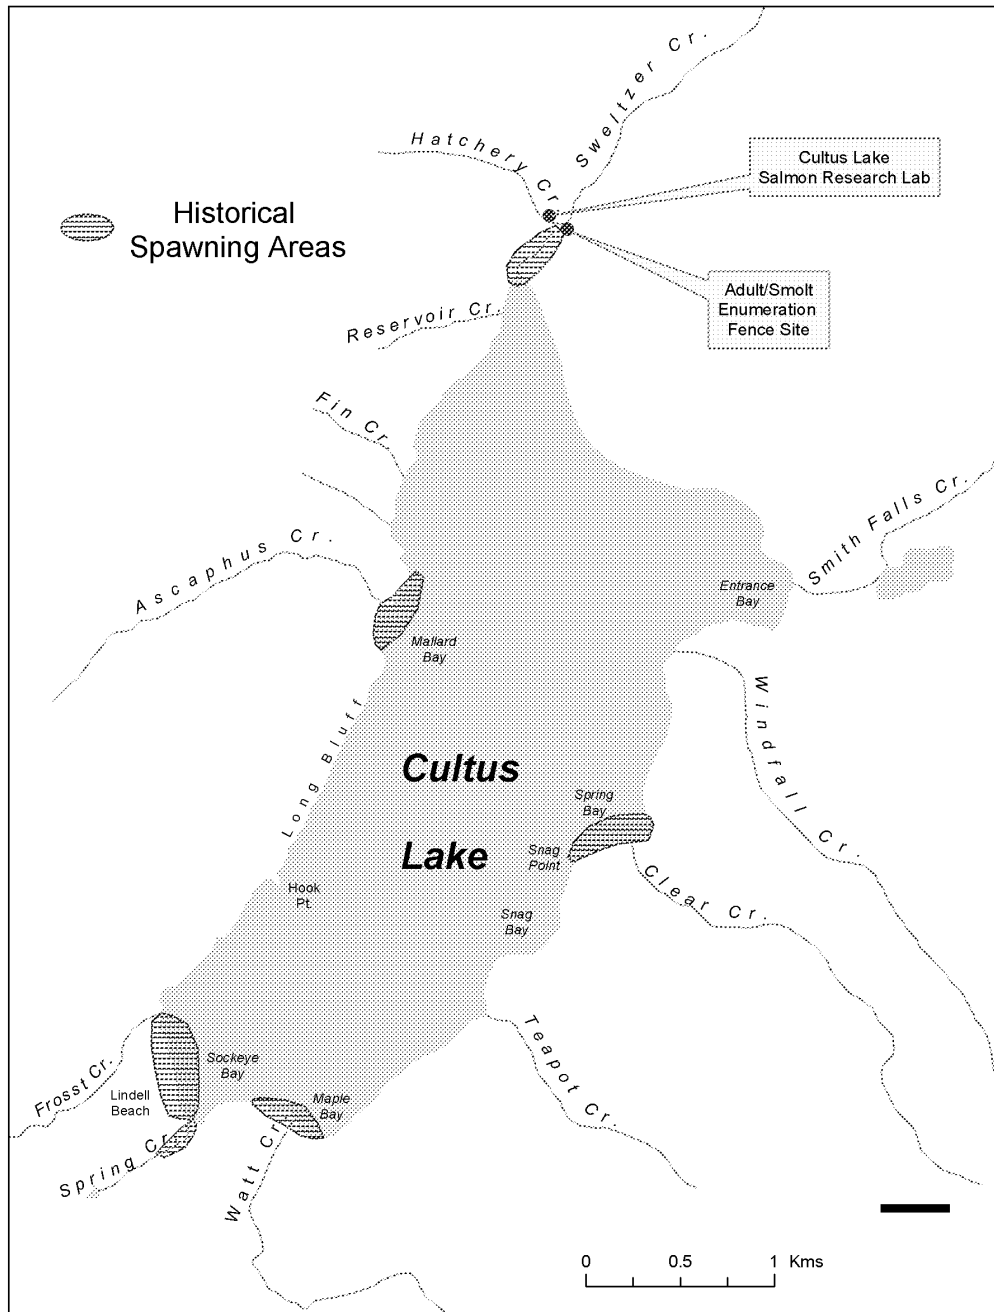 Sweltzer Cr.
Hatchery Cr
Cultus Lake
Salmon Research Lab
Historical
Spawning Areas
Adult/Smolt
Enumeration
Fence Site
Reservoir Cr.
Fin Cr.
Smith Falls Cr.
Ascaphus Cr.
Entrance
Bay
Mallard
Bay
Windfall Cr.
Long Bluff
Cultus
Lake
Spring
Bay
Snag
Point
Clear Cr.
Hook
Pt.
Snag
Bay
Teapot Cr.
Frosst Cr.
Sockeye
Bay
Lindell
Beach
Maple
Bay
Spring Cr
Watt Cr
0 0.5 1 Kms